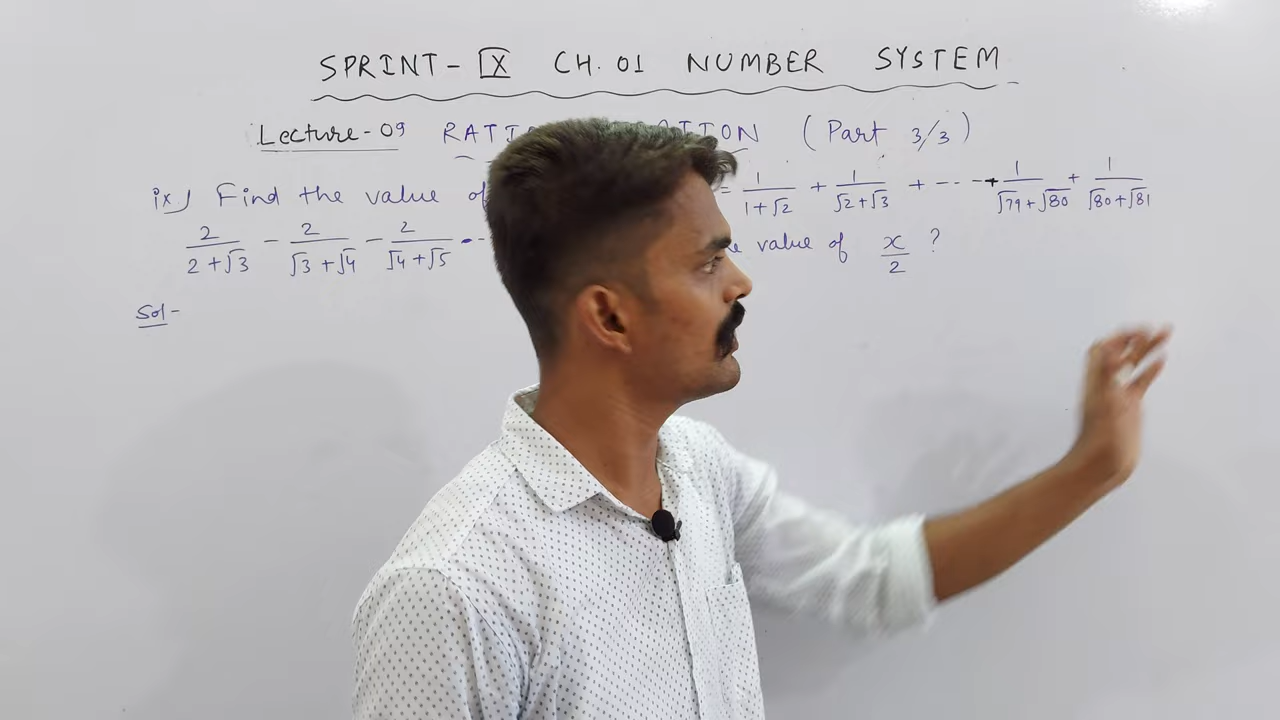 SPRINT- IX CH. 01 NUMBER SYSTEM
Lecture-09 RATI TION (Part 3/3)
ix) Find the value of = 1/(1+√2) + 1/(√2+√3) + ---- + 1/(√79+√80) + 1/(√80+√81)
2/(2+√3) - 2/(√3+√4) - 2/(√4+√5) -- value of x/2 ?
Sol-